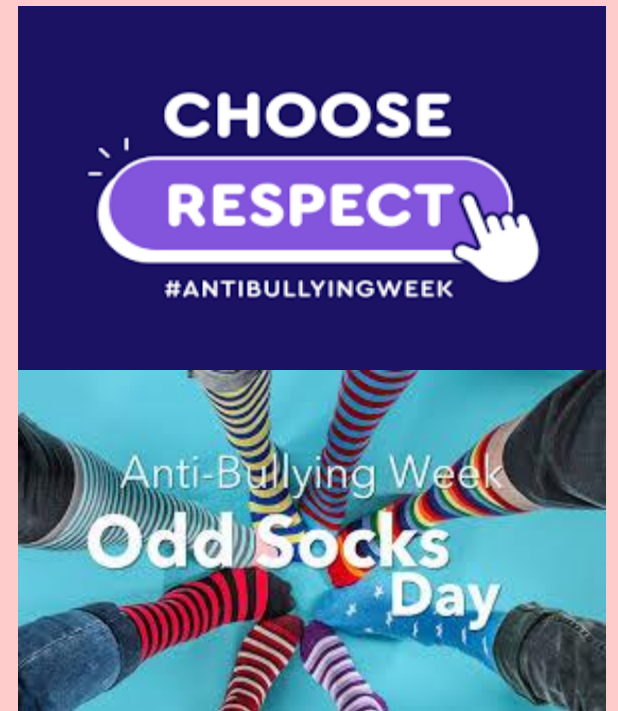 CHOOSE
RESPECT
#ANTIBULLYINGWEEK
Anti-Bullying Week
Odd Socks
Day